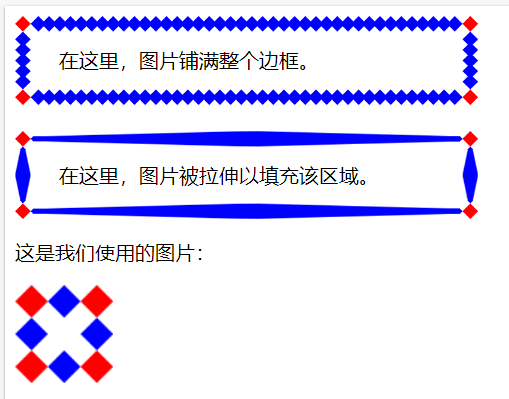 在这里，图片铺满整个边框。
在这里，图片被拉伸以填充该区域。
这是我们使用的图片：